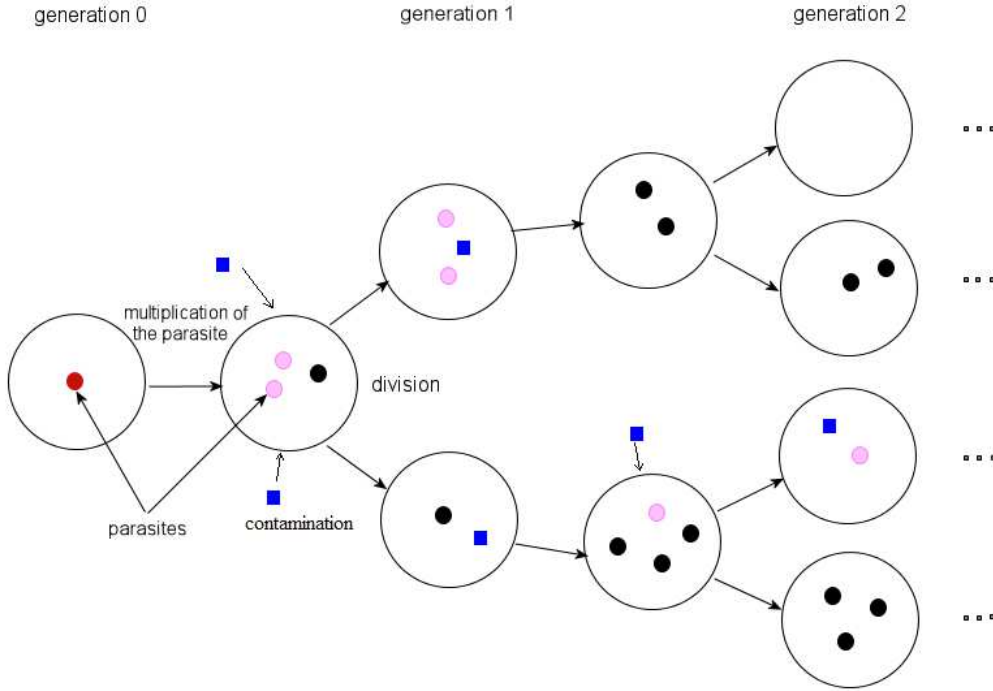 generation 0
generation 1
generation 2
multiplication of
the parasite
division
parasites
contamination